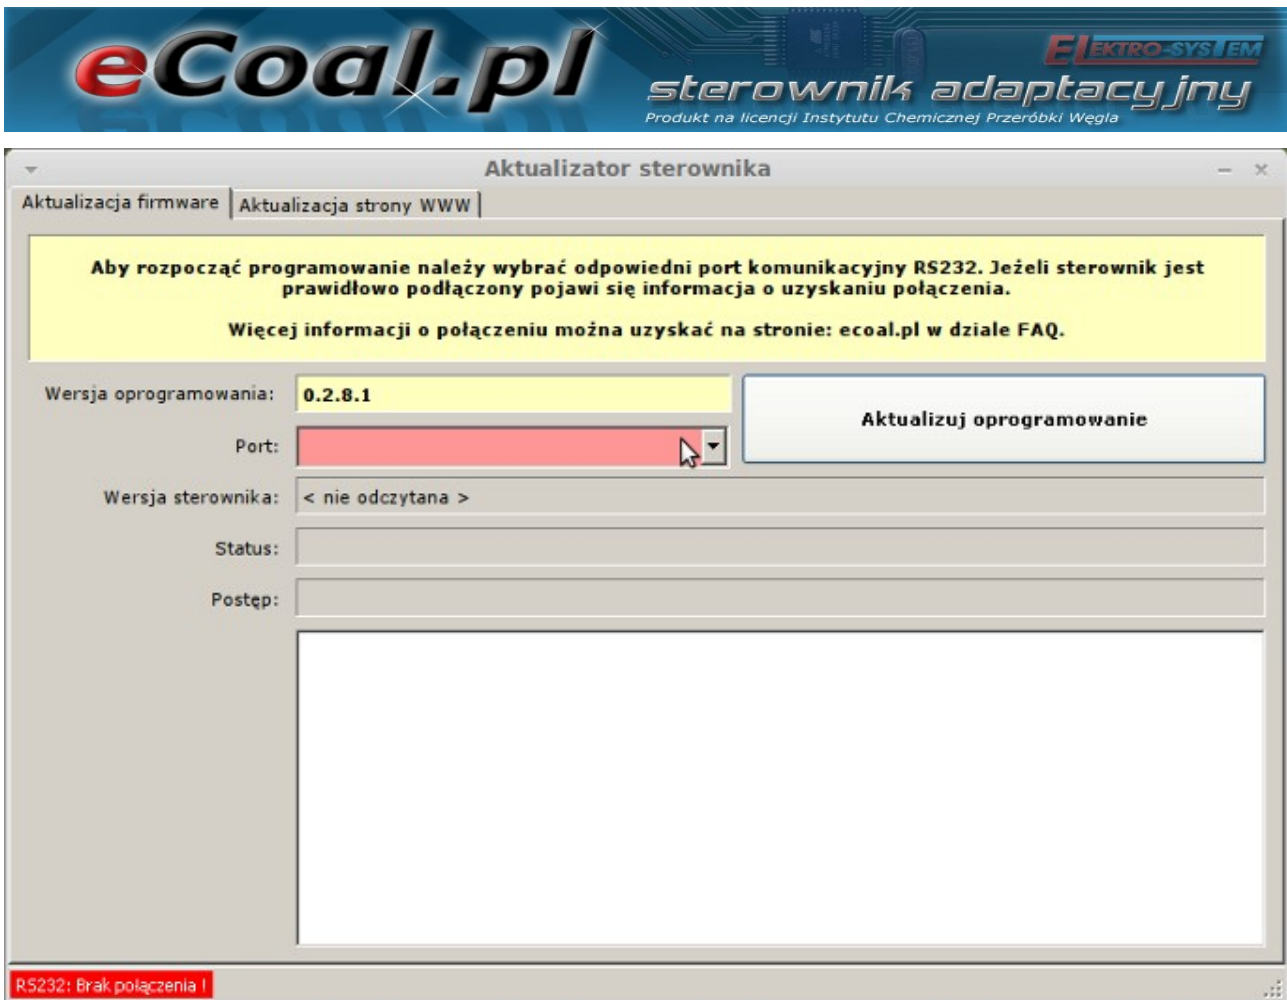 eCoal.pl
ELEKTRO-SYSTEM
sterownik adaptacyjny
Produkt na licencji Instytutu Chemicznej Przeróbki Węgla
Aktualizator sterownika
Aktualizacja firmware
Aktualizacja strony WWW
Aby rozpocząć programowanie należy wybrać odpowiedni port komunikacyjny RS232. Jeżeli sterownik jest
prawidłowo podłączony pojawi się informacja o uzyskaniu połączenia.
Więcej informacji o połączeniu można uzyskać na stronie: ecoal.pl w dziale FAQ.
Wersja oprogramowania: 0.2.8.1
Aktualizuj oprogramowanie
Port:
Wersja sterownika: < nie odczytana >
Status:
Postęp:
RS232: Brak połączenia !